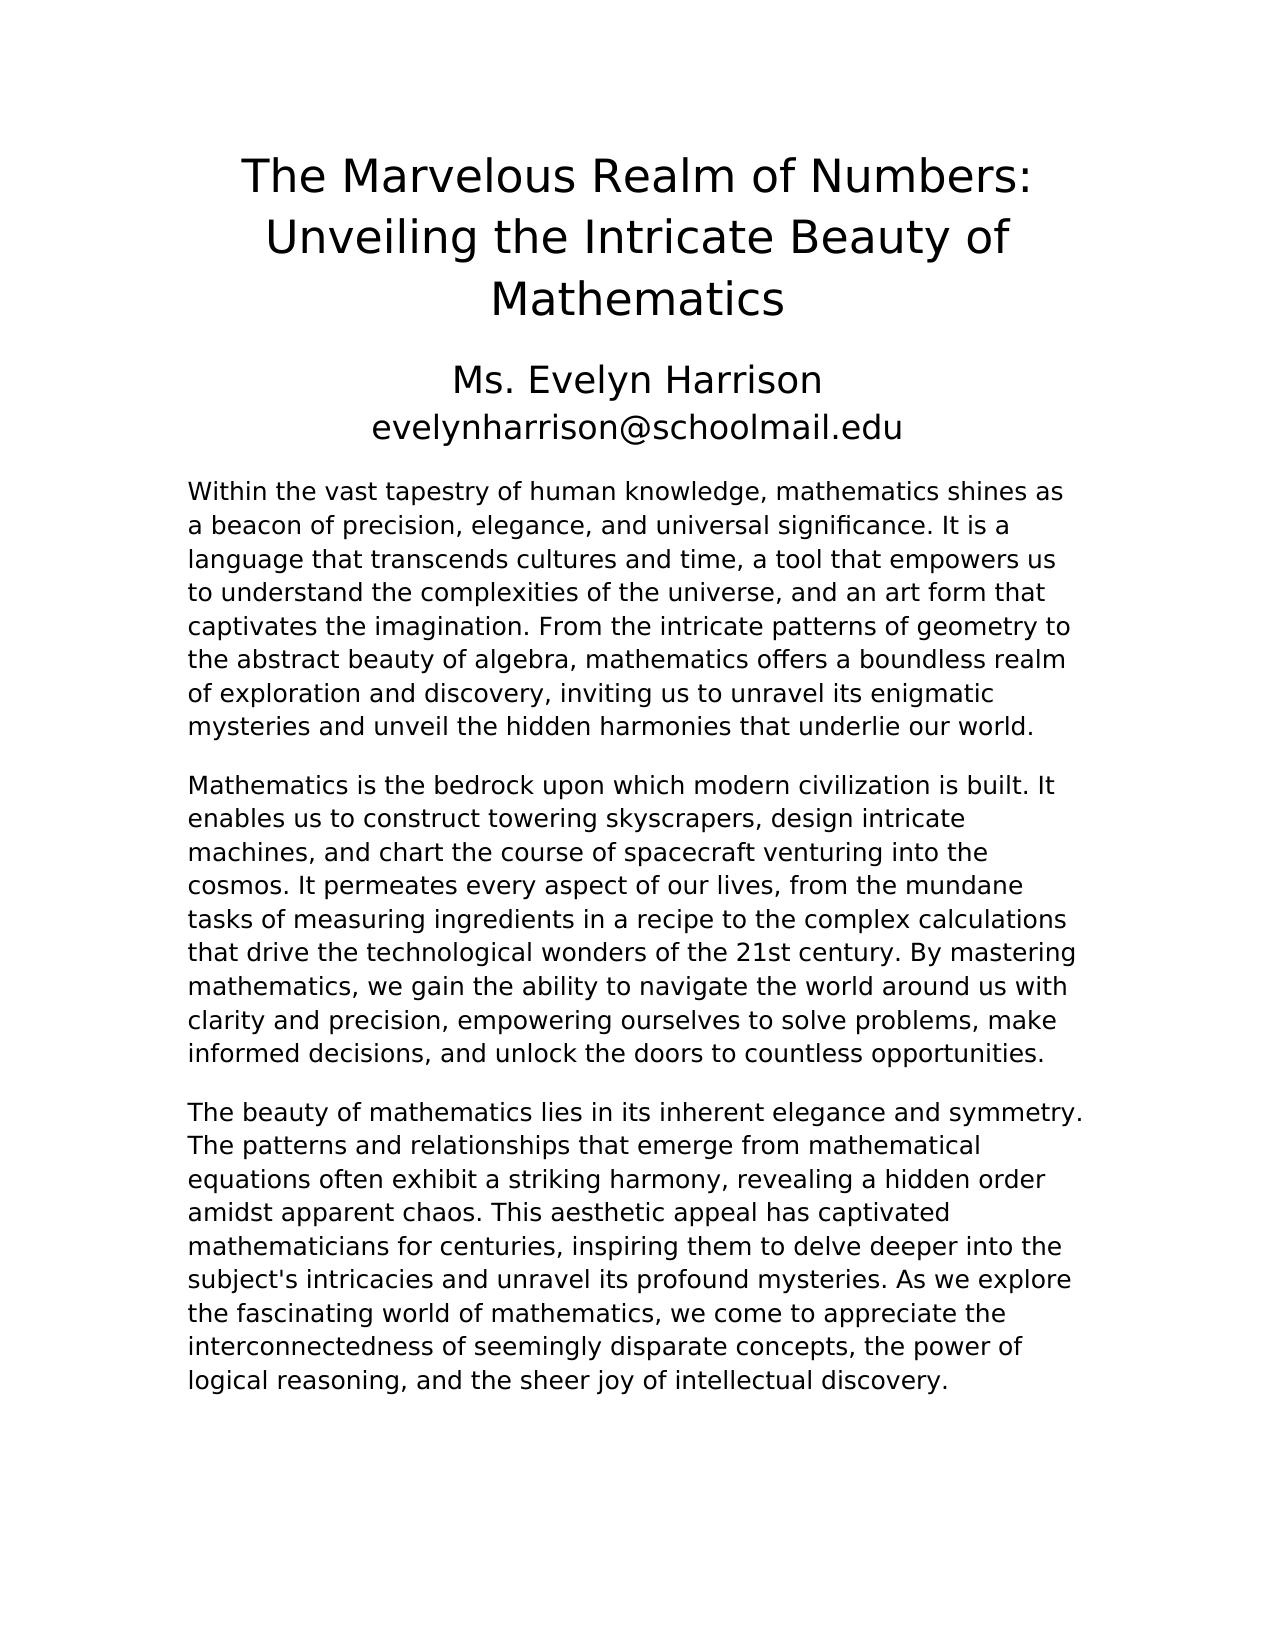 The Marvelous Realm of Numbers:
Unveiling the Intricate Beauty of
Mathematics
Ms. Evelyn Harrison
evelynharrison@schoolmail.edu
Within the vast tapestry of human knowledge, mathematics shines as
a beacon of precision, elegance, and universal significance. It is a
language that transcends cultures and time, a tool that empowers us
to understand the complexities of the universe, and an art form that
captivates the imagination. From the intricate patterns of geometry to
the abstract beauty of algebra, mathematics offers a boundless realm
of exploration and discovery, inviting us to unravel its enigmatic
mysteries and unveil the hidden harmonies that underlie our world.
Mathematics is the bedrock upon which modern civilization is built. It
enables us to construct towering skyscrapers, design intricate
machines, and chart the course of spacecraft venturing into the
cosmos. It permeates every aspect of our lives, from the mundane
tasks of measuring ingredients in a recipe to the complex calculations
that drive the technological wonders of the 21st century. By mastering
mathematics, we gain the ability to navigate the world around us with
clarity and precision, empowering ourselves to solve problems, make
informed decisions, and unlock the doors to countless opportunities.
The beauty of mathematics lies in its inherent elegance and symmetry.
The patterns and relationships that emerge from mathematical
equations often exhibit a striking harmony, revealing a hidden order
amidst apparent chaos. This aesthetic appeal has captivated
mathematicians for centuries, inspiring them to delve deeper into the
subject's intricacies and unravel its profound mysteries. As we explore
the fascinating world of mathematics, we come to appreciate the
interconnectedness of seemingly disparate concepts, the power of
logical reasoning, and the sheer joy of intellectual discovery.